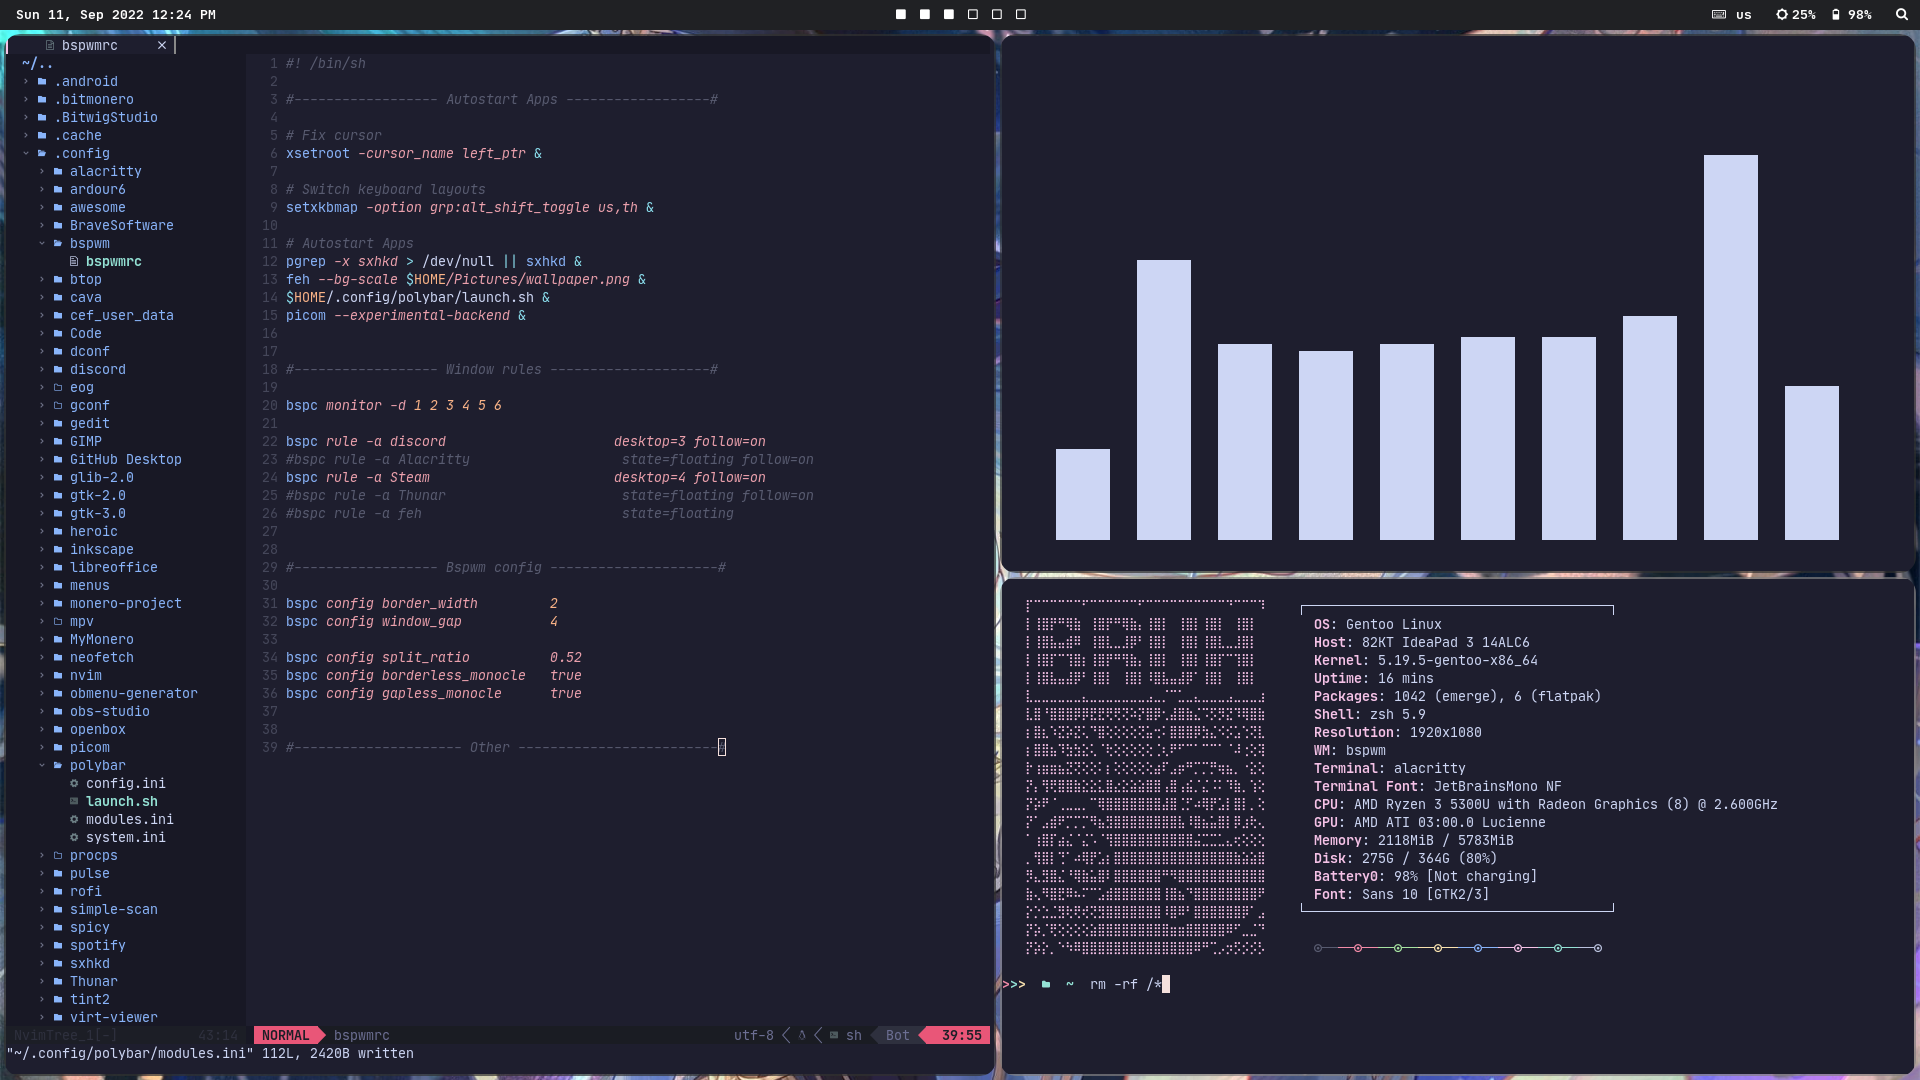 Sun 11, Sep 2022 12:24 PM
us 25% 98%
bspwmrc ×
~/..
.android
.bitmonero
.BitwigStudio
.cache
.config
alacritty
ardour6
awesome
BraveSoftware
bspwm
bspwmrc
btop
cava
cef_user_data
Code
dconf
discord
eog
gconf
gedit
GIMP
GitHub Desktop
glib-2.0
gtk-2.0
gtk-3.0
heroic
inkscape
libreoffice
menus
monero-project
mpv
MyMonero
neofetch
nvim
obmenu-generator
obs-studio
openbox
picom
polybar
config.ini
launch.sh
modules.ini
system.ini
procps
pulse
rofi
simple-scan
spicy
spotify
sxhkd
Thunar
tint2
virt-viewer
NvimTree_1[-] 43:14
1 #! /bin/sh
2
3 #------------------ Autostart Apps ------------------#
4
5 # Fix cursor
6 xsetroot -cursor_name left_ptr &
7
8 # Switch keyboard layouts
9 setxkbmap -option grp:alt_shift_toggle us,th &
10
11 # Autostart Apps
12 pgrep -x sxhkd > /dev/null || sxhkd &
13 feh --bg-scale $HOME/Pictures/wallpaper.png &
14 $HOME/.config/polybar/launch.sh &
15 picom --experimental-backend &
16
17
18 #------------------ Window rules --------------------#
19
20 bspc monitor -d 1 2 3 4 5 6
21
22 bspc rule -a discord desktop=3 follow=on
23 #bspc rule -a Alacritty state=floating follow=on
24 bspc rule -a Steam desktop=4 follow=on
25 #bspc rule -a Thunar state=floating follow=on
26 #bspc rule -a feh state=floating
27
28
29 #------------------ Bspwm config ---------------------#
30
31 bspc config border_width 2
32 bspc config window_gap 4
33
34 bspc config split_ratio 0.52
35 bspc config borderless_monocle true
36 bspc config gapless_monocle true
37
38
39 #--------------------- Other -------------------------#
NORMAL bspwmrc utf-8 sh Bot 39:55
"~/.config/polybar/modules.ini" 112L, 2420B written
OS: Gentoo Linux
Host: 82KT IdeaPad 3 14ALC6
Kernel: 5.19.5-gentoo-x86_64
Uptime: 16 mins
Packages: 1042 (emerge), 6 (flatpak)
Shell: zsh 5.9
Resolution: 1920x1080
WM: bspwm
Terminal: alacritty
Terminal Font: JetBrainsMono NF
CPU: AMD Ryzen 3 5300U with Radeon Graphics (8) @ 2.600GHz
GPU: AMD ATI 03:00.0 Lucienne
Memory: 2118MiB / 5783MiB
Disk: 275G / 364G (80%)
Battery0: 98% [Not charging]
Font: Sans 10 [GTK2/3]
>>> ~ rm -rf /*